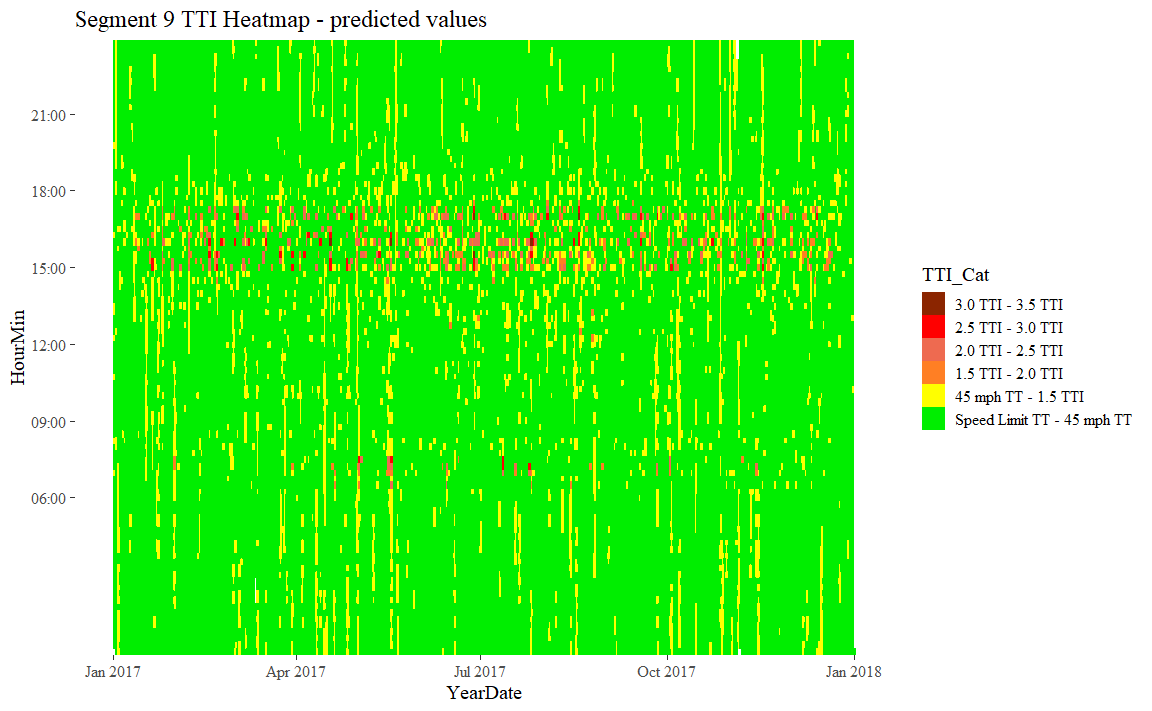 Segment 9 TTI Heatmap - predicted values
HourMin
21:00
18:00
15:00
12:00
09:00
06:00
Jan 2017
Apr 2017
Jul 2017
Oct 2017
Jan 2018
YearDate
TTI_Cat
3.0 TTI - 3.5 TTI
2.5 TTI - 3.0 TTI
2.0 TTI - 2.5 TTI
1.5 TTI - 2.0 TTI
45 mph TT - 1.5 TTI
Speed Limit TT - 45 mph TT